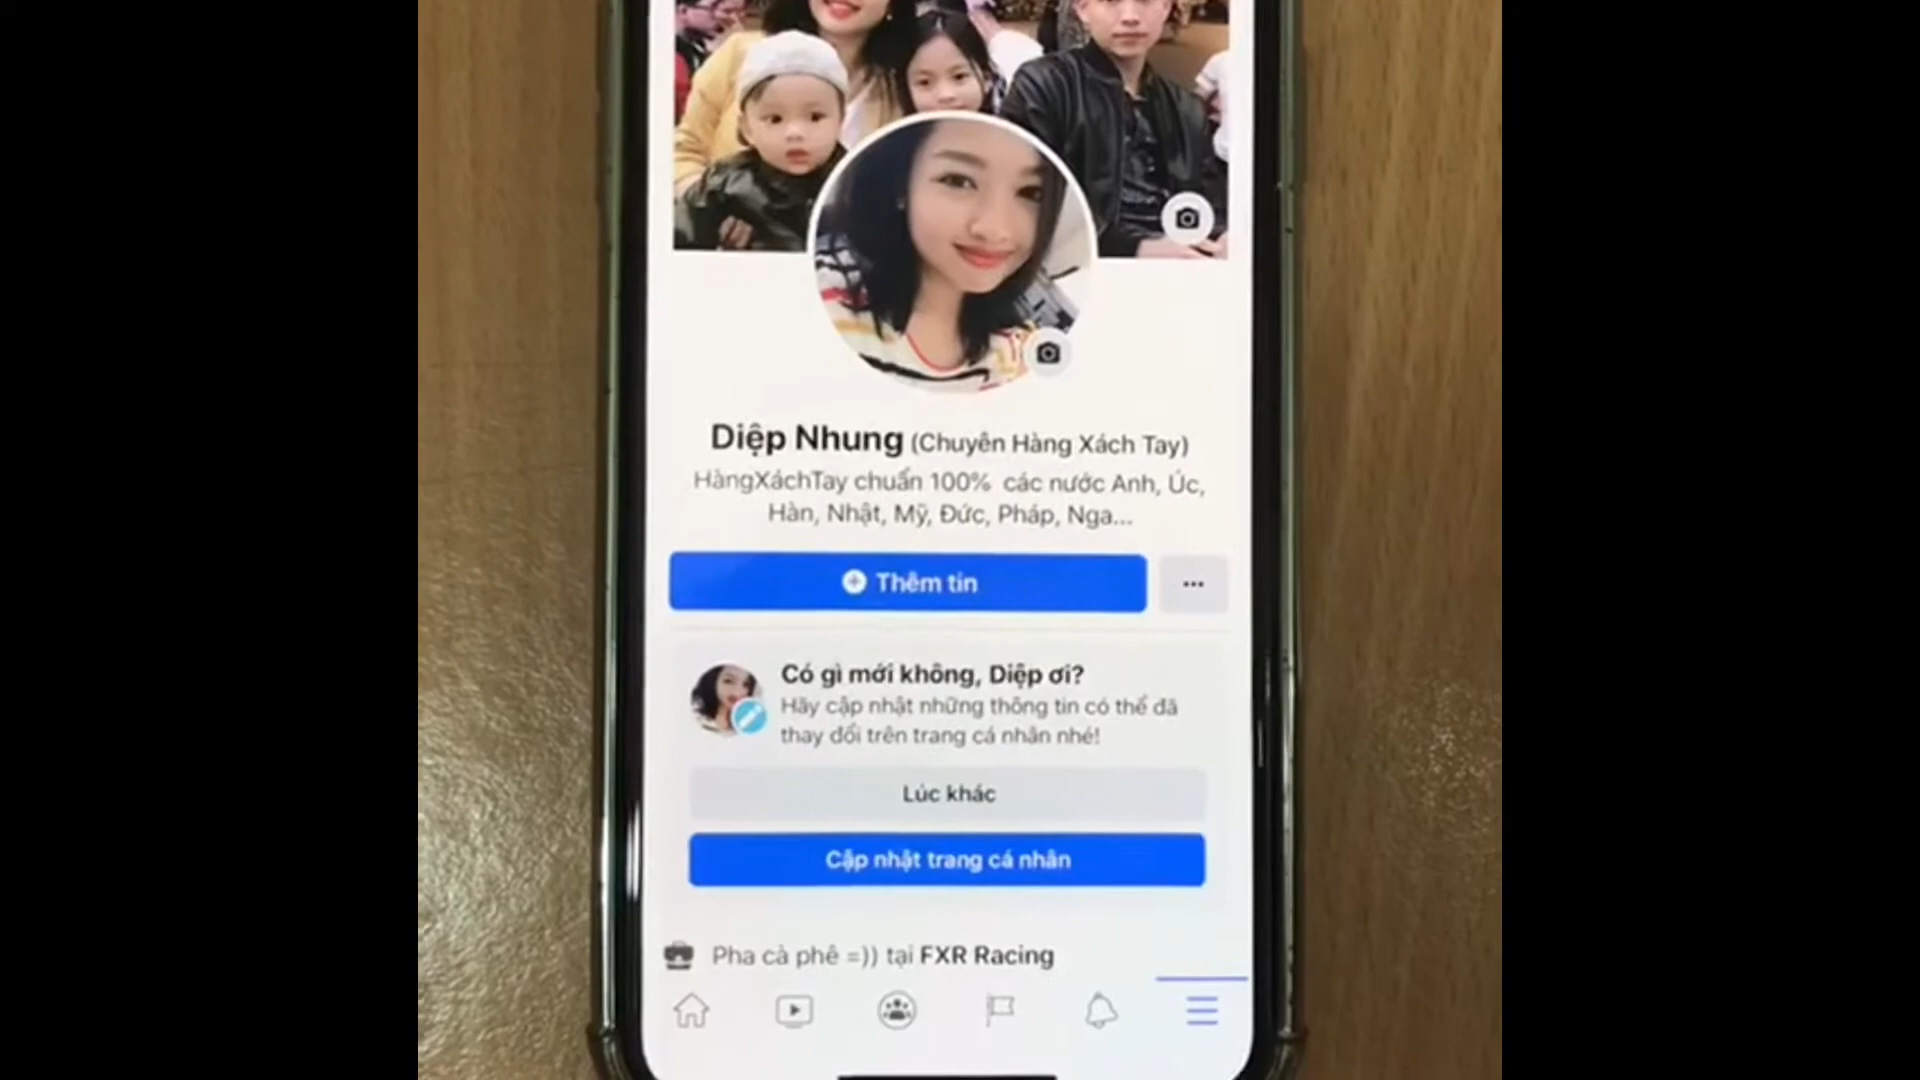 Diệp Nhung (Chuyên Hàng Xách Tay)
HàngXáchTay chuẩn 100% các nước Anh, Úc,
Hàn, Nhật, Mỹ, Đức, Pháp, Nga...
Thêm tin
Có gì mới không, Diệp ơi?
Hãy cập nhật những thông tin có thể đã
thay đổi trên trang cá nhân nhé!
Lúc khác
Cập nhật trang cá nhân
Pha cà phê =)) tại FXR Racing